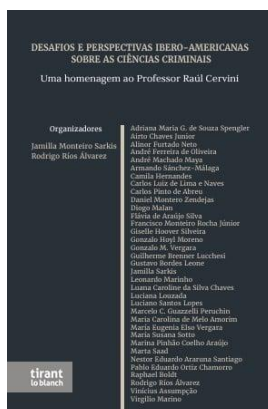 DESAFIOS E PERSPECTIVAS IBERO-AMERICANAS
SOBRE AS CIÊNCIAS CRIMINAIS
Uma homenagem ao Professor Raúl Cervini
Organizadores
Jamilla Monteiro Sarkis
Rodrigo Ríos Álvarez
Adriana Maria G. de Souza Spengler
Airto Chaves Junior
Alinor Furtado Neto
André Ferreira de Oliveira
André Machado Maya
Armando Sánchez-Málaga
Camila Hernandes
Carlos Luiz de Lima e Naves
Carlos Pinto de Abreu
Daniel Montero Zendejas
Diogo Malan
Flávia de Araújo Silva
Francisco Monteiro Rocha Júnior
Giselle Hoover Silveira
Gonzalo Hoyl Moreno
Gonzalo M. Vergara
Guilherme Brenner Lucchesi
Gustavo Bordes Leone
Jamilla Sarkis
Leonardo Marinho
Luana Caroline da Silva Chaves
Luciana Louzada
Luciano Santos Lopes
Marcelo C. Guazzelli Peruchin
Maria Carolina de Melo Amorim
Maria Eugenia Elso Vergara
Maria Susana Sotto
Marina Pinhão Coelho Araújo
Marta Saad
Nestor Eduardo Araruna Santiago
Pablo Eduardo Ortiz Chamorro
Raphael Boldt
Rodrigo Ríos Álvarez
Vinícius Assumpção
Virgílio Marino
tirant
lo blanch